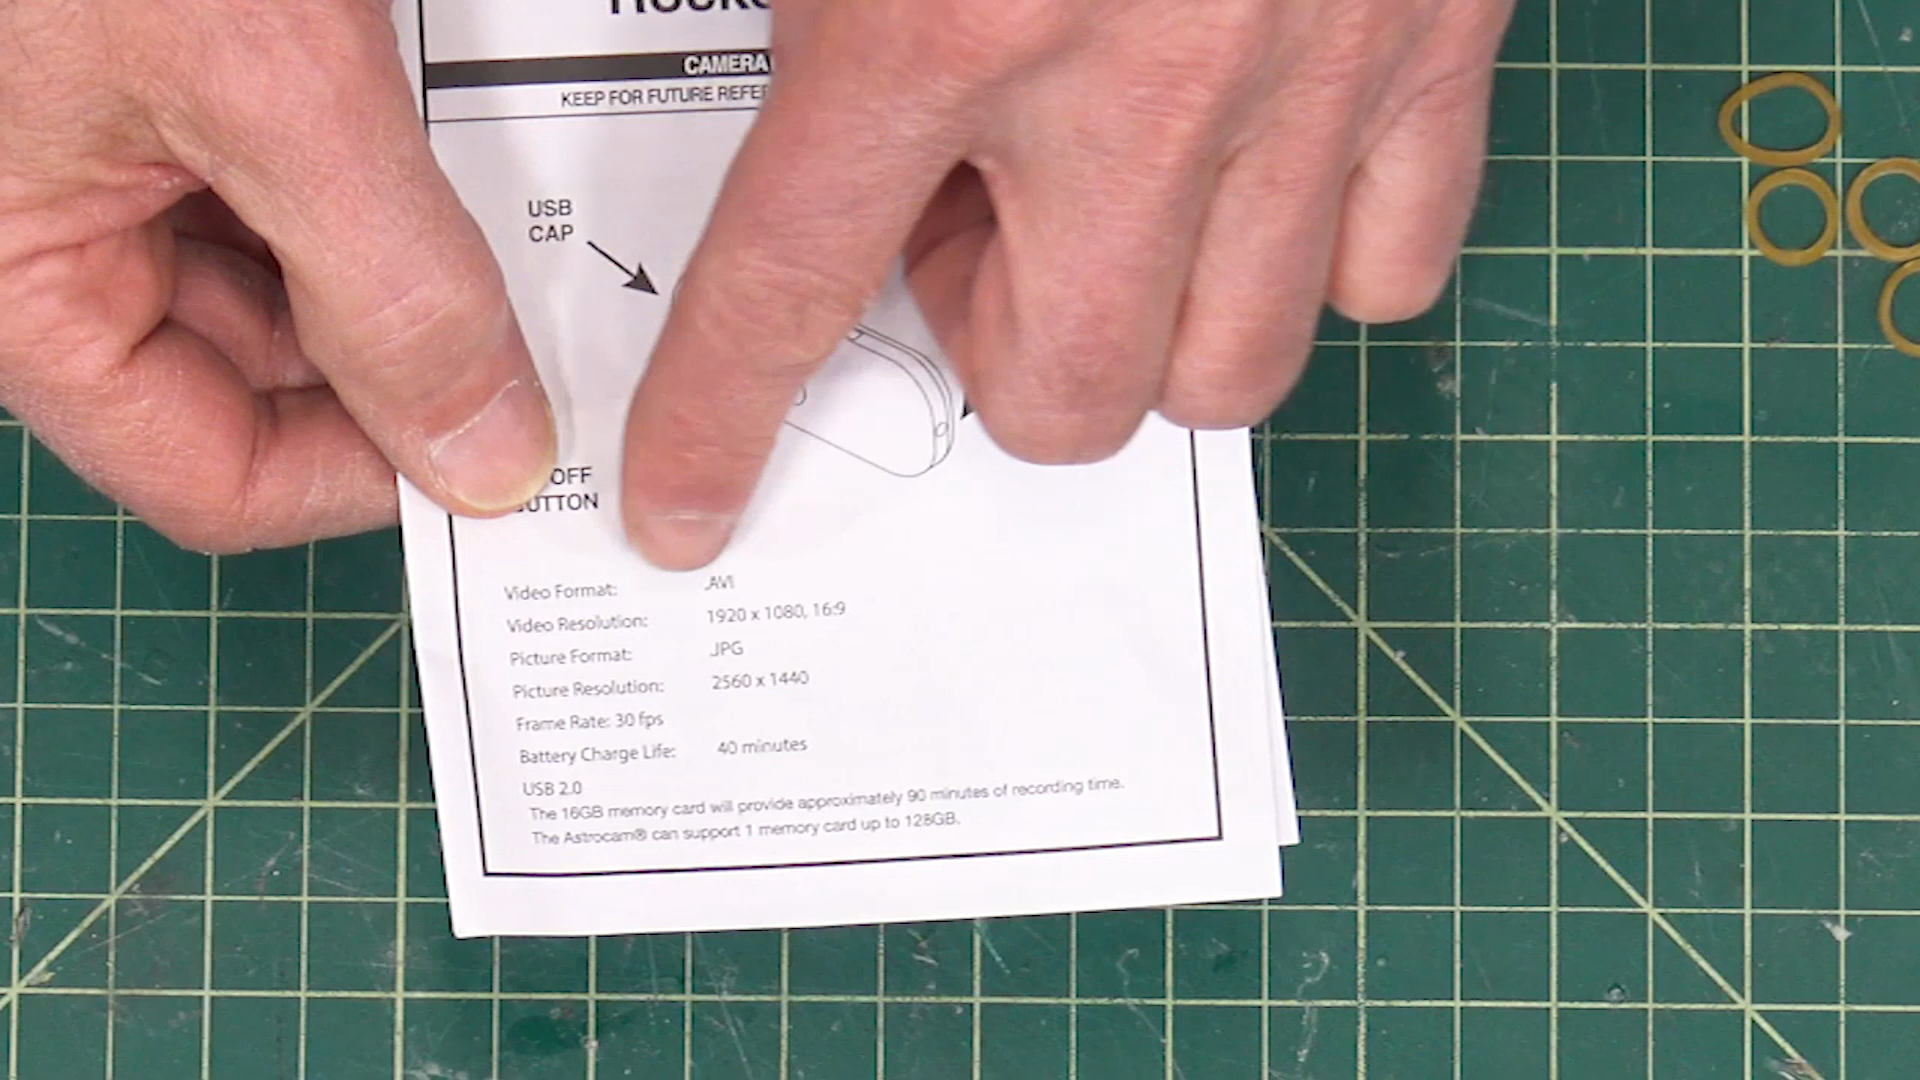 CAMERA
KEEP FOR FUTURE
USB
CAP
OFF
Video Format: .AVI
Video Resolution: 1920 x 1080, 16:9
Picture Format: .JPG
Picture Resolution: 2560 x 1440
Frame Rate: 30 fps
Battery Charge Life: 40 minutes
USB 2.0
The 16GB memory card will provide approximately 90 minutes of recording time.
The Astrocam® can support 1 memory card up to 128GB.